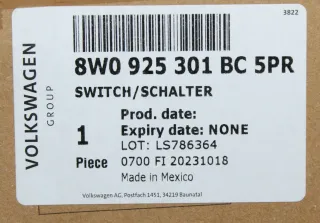 3822
VOLKSWAGEN
GROUP
8W0 925 301 BC 5PR
SWITCH/SCHALTER
Prod. date:
1 Expiry date: NONE
LOT: LS786364
Piece 0700 FI 20231018
Made in Mexico
Volkswagen AG, Postfach 1451, 34219 Baunatal